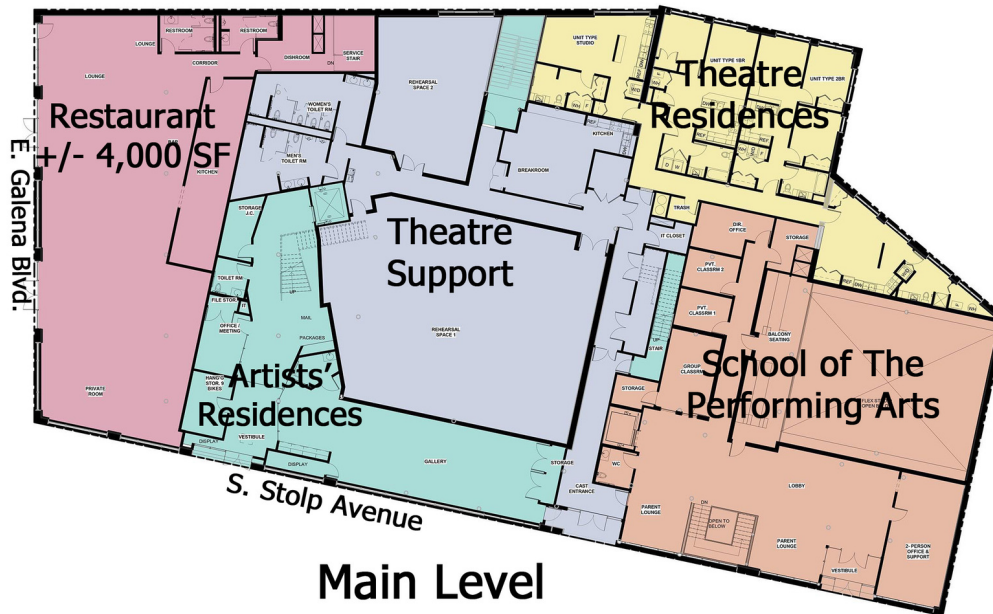 RESTROOM
RESTROOM
LOUNGE
DISHROOM
SERVICE
STAIR
DN
CORRIDOR
LOUNGE
Restaurant
+/- 4,000 SF
KITCHEN
PRIVATE
ROOM
E. Galena Blvd.
WOMEN'S
TOILET RM
MEN'S
TOILET RM
REHEARSAL
SPACE 2
KITCHEN
BREAKROOM
Theatre
Support
REHEARSAL
SPACE 1
IT CLOSET
STORAGE
CAST
ENTRANCE
UNIT TYPE
STUDIO
UNIT TYPE 1BR
UNIT TYPE 2BR
Theatre
Residences
TRASH
STORAGE
J.C.
TOILET RM
FILE STOR.
IT
OFFICE /
MEETING
UP
MAIL
PACKAGES
Artists'
Residences
DISPLAY
VESTIBULE
DISPLAY
GALLERY
UP
STAIR
DIR.
OFFICE
STORAGE
PVT.
CLASSRM 2
PVT.
CLASSRM 1
BALCONY
SEATING
GROUP
CLASSRM
School of The
Performing Arts
STORAGE
WC
LOBBY
PARENT
LOUNGE
DN
OPEN TO
BELOW
PARENT
LOUNGE
VESTIBULE
2- PERSON
OFFICE &
SUPPORT
S. Stolp Avenue
Main Level